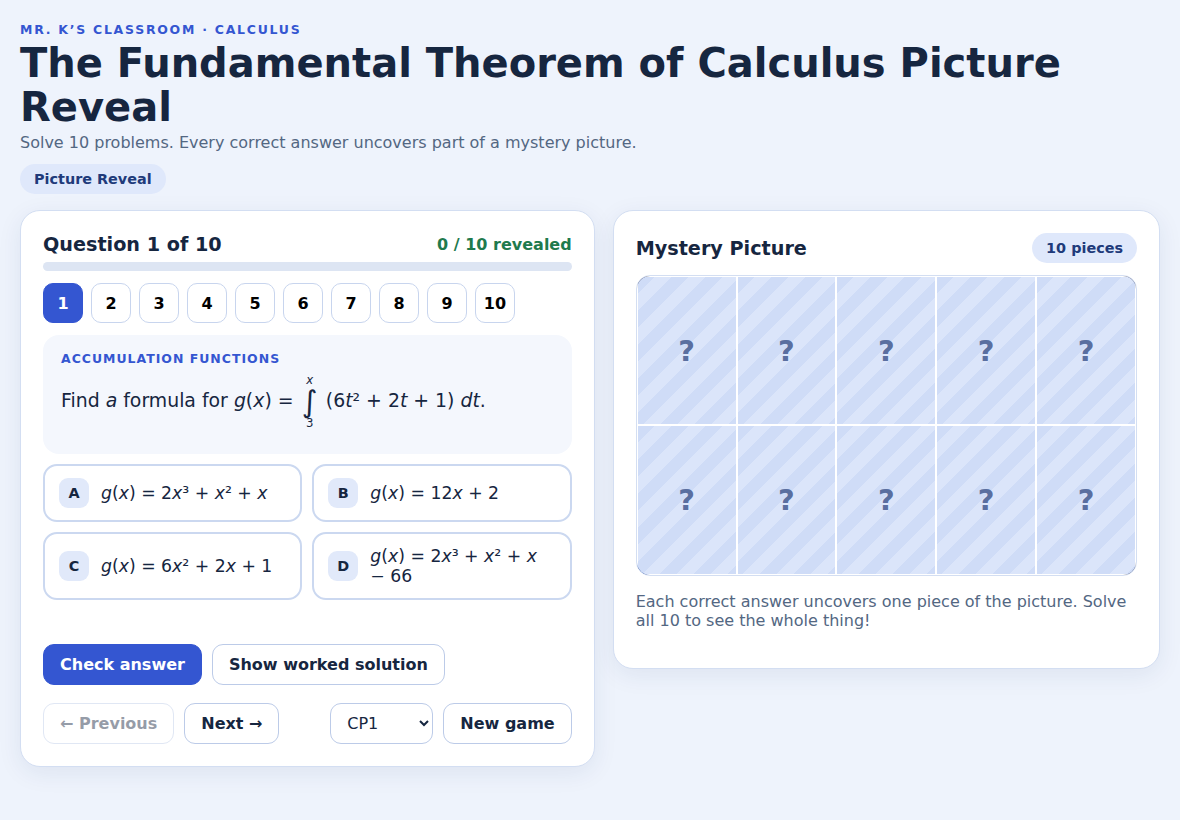 MR. K’S CLASSROOM · CALCULUS
The Fundamental Theorem of Calculus Picture
Reveal
Solve 10 problems. Every correct answer uncovers part of a mystery picture.
Picture Reveal
Question 1 of 10
0 / 10 revealed
1 2 3 4 5 6 7 8 9 10
ACCUMULATION FUNCTIONS
Find a formula for g(x) = ∫₃ˣ (6t² + 2t + 1) dt.
A g(x) = 2x³ + x² + x
B g(x) = 12x + 2
C g(x) = 6x² + 2x + 1
D g(x) = 2x³ + x² + x
− 66
Check answer
Show worked solution
← Previous
Next →
CP1
New game
Mystery Picture
10 pieces
? ? ? ? ?
? ? ? ? ?
Each correct answer uncovers one piece of the picture. Solve
all 10 to see the whole thing!